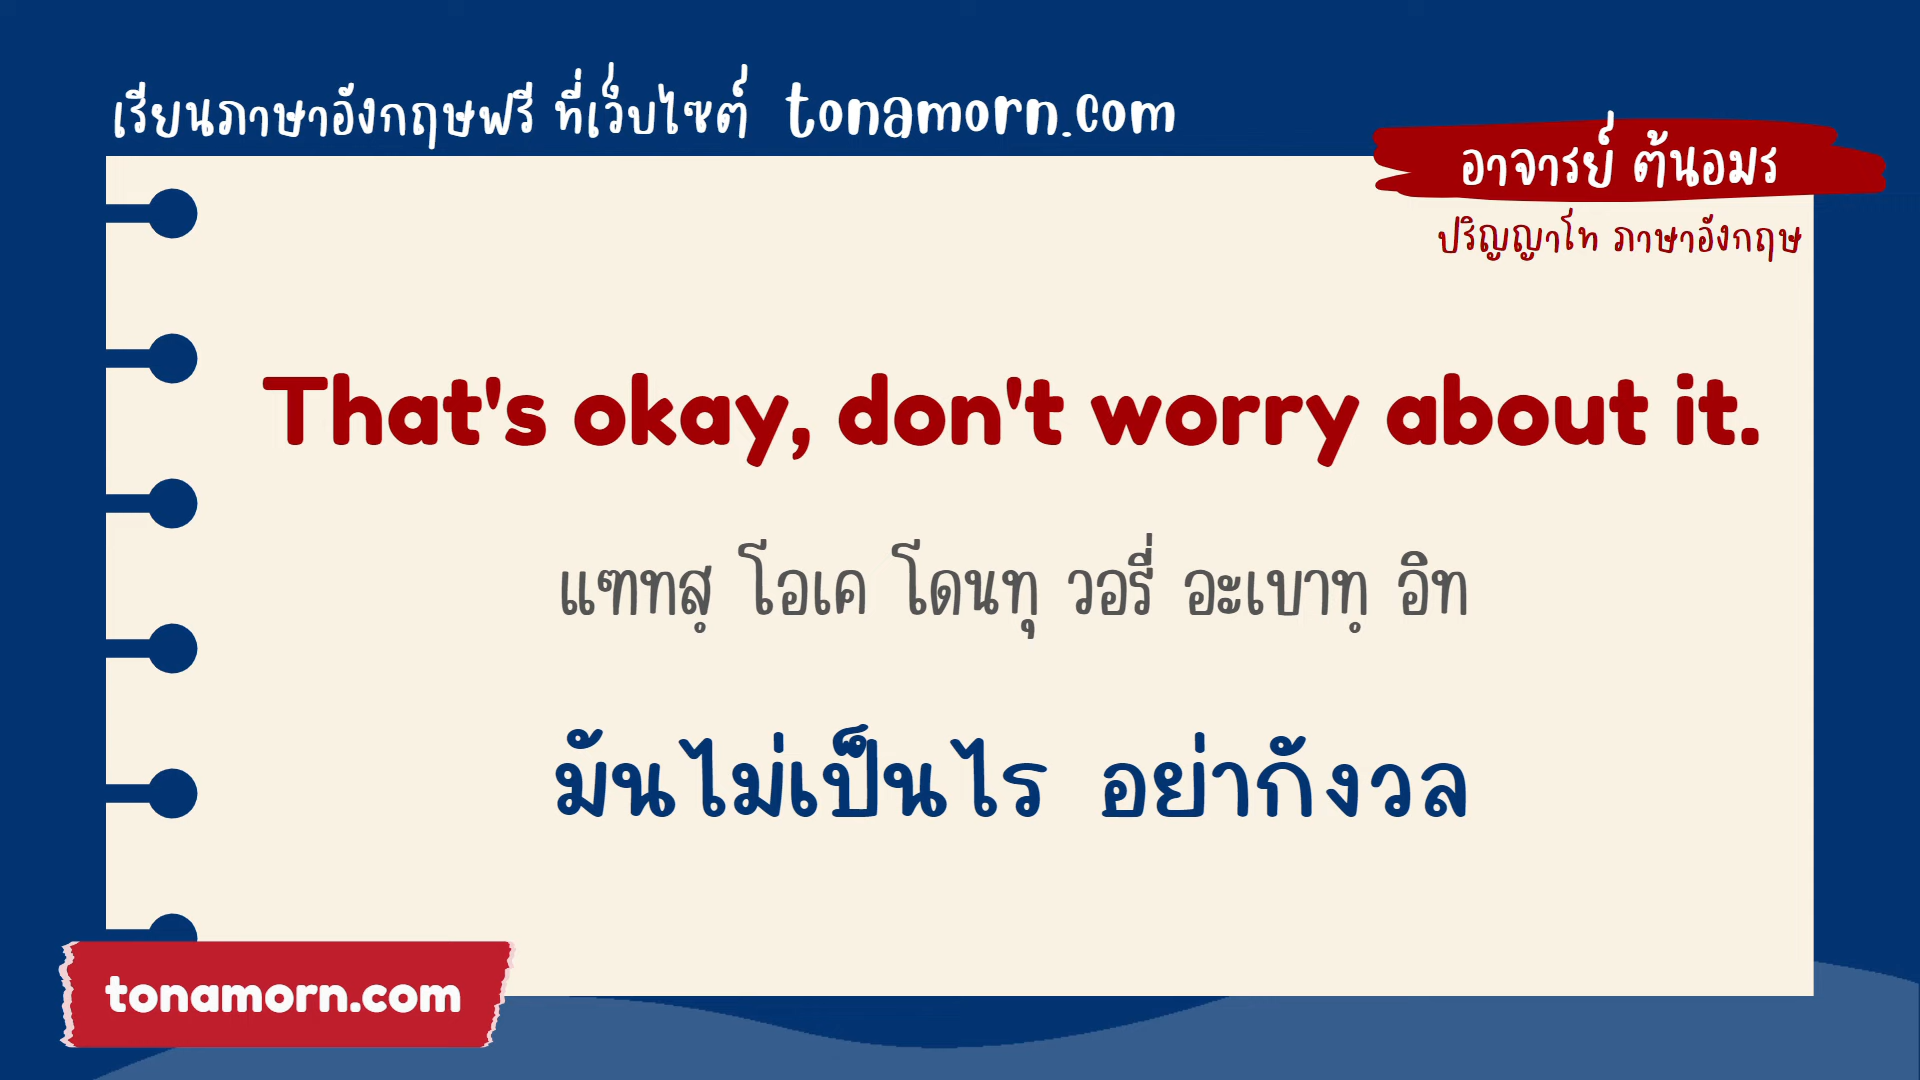 เรียนภาษาอังกฤษฟรี ที่เว็บไซต์ tonamorn.com
อาจารย์ ต้นอมร
ปริญญาโท ภาษาอังกฤษ
That's okay, don't worry about it.
แฑทสฺ โอเค โดนทุ วอรี่ อะเบาทฺ อิท
มันไม่เป็นไร อย่ากังวล
tonamorn.com